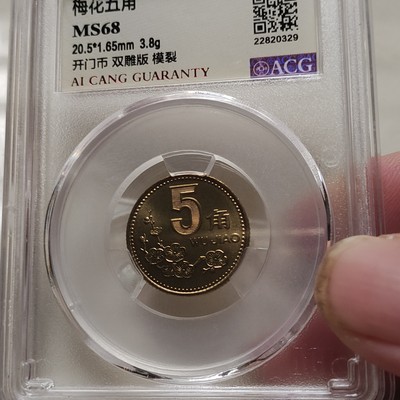 梅花五角
MS68
20.5*1.65mm 3.8g
开门币 双雕版 模裂
AI CANG GUARANTY
22820329
ACG
5角
WU JIAO